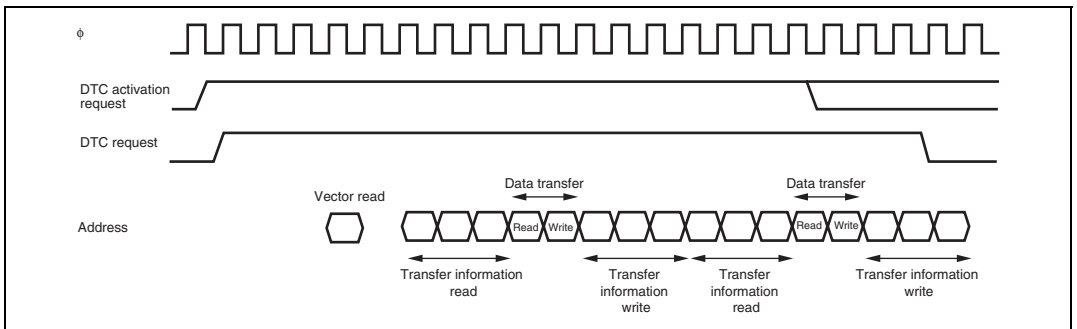 φ
DTC activation
request
DTC request
Data transfer
Data transfer
Vector read
Address
Read
Write
Read
Write
Transfer information
read
Transfer
information
write
Transfer
information
read
Transfer information
write